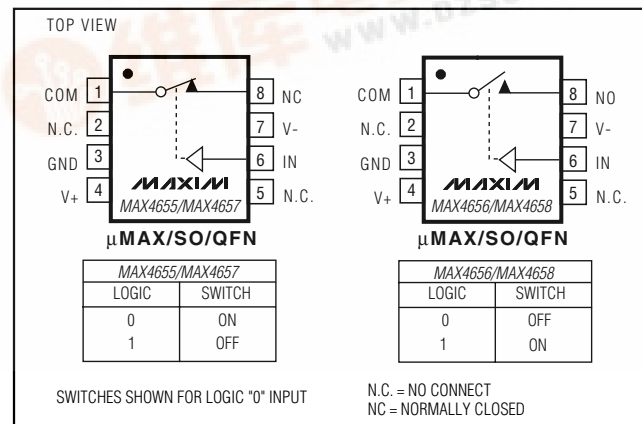 TOP VIEW
COM 1
N.C. 2
GND 3
V+ 4
8 NC
7 V-
6 IN
5 N.C.
MAXIM
MAX4655/MAX4657
µMAX/SO/QFN
MAX4655/MAX4657
LOGIC SWITCH
0 ON
1 OFF
COM 1
N.C. 2
GND 3
V+ 4
8 NO
7 V-
6 IN
5 N.C.
MAXIM
MAX4656/MAX4658
µMAX/SO/QFN
MAX4656/MAX4658
LOGIC SWITCH
0 OFF
1 ON
SWITCHES SHOWN FOR LOGIC "0" INPUT
N.C. = NO CONNECT
NC = NORMALLY CLOSED